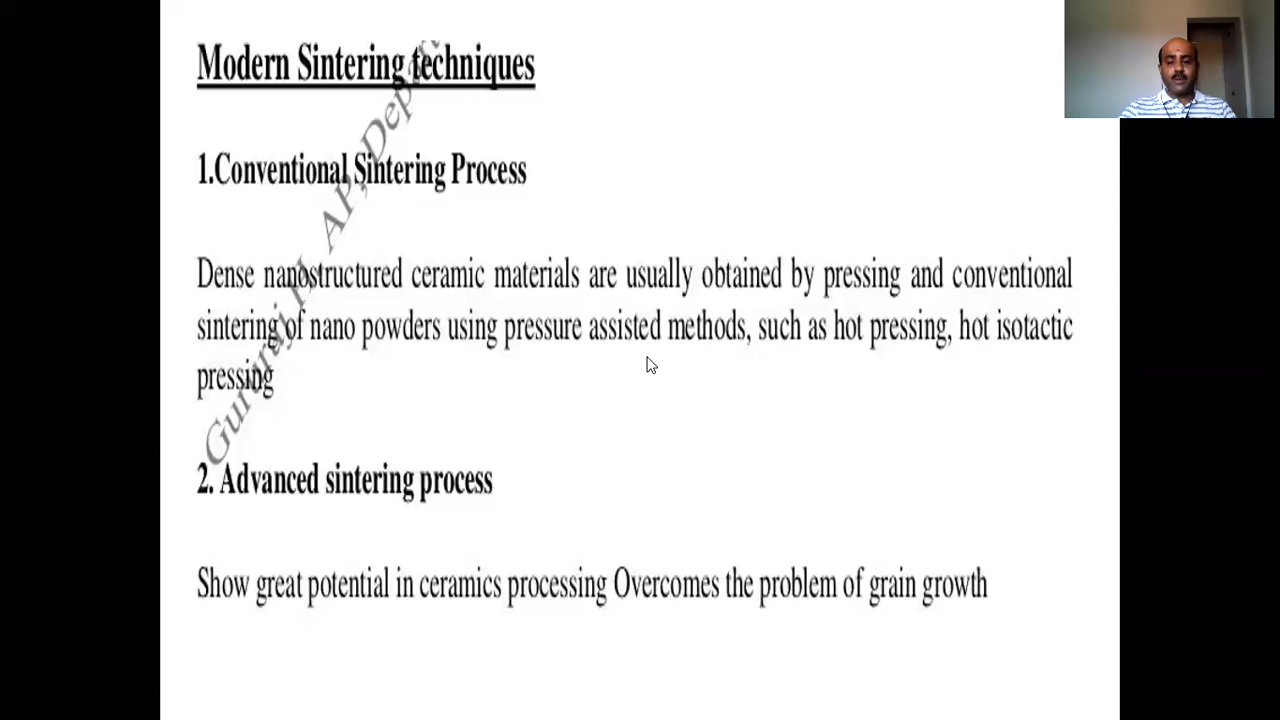 Modern Sintering techniques
1.Conventional Sintering Process
Dense nanostructured ceramic materials are usually obtained by pressing and conventional
sintering of nano powders using pressure assisted methods, such as hot pressing, hot isotactic
pressing
2. Advanced sintering process
Show great potential in ceramics processing Overcomes the problem of grain growth
AP, Dep